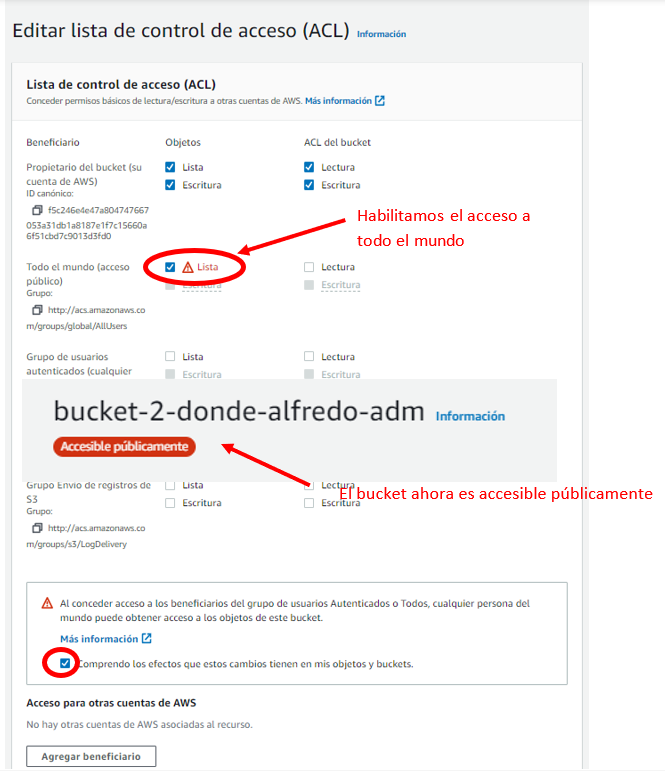 Editar lista de control de acceso (ACL) Información
Lista de control de acceso (ACL)
Conceder permisos básicos de lectura/escritura a otras cuentas de AWS. Más información
Beneficiario Objetos ACL del bucket
Propietario del bucket (su Lista Lectura
cuenta de AWS) Escritura Escritura
ID canónico:
f5c246e4e47a804747667
053a31db1a8187e1f7c15660a
6f51cbd7c9013d3fd0
Habilitamos el acceso a
todo el mundo
Todo el mundo (acceso Lista Lectura
público) Escritura Escritura
Grupo:
http://acs.amazonaws.co
m/groups/global/AllUsers
Grupo de usuarios Lista Lectura
autenticados (cualquier Escritura Escritura
bucket-2-donde-alfredo-adm Información
Accesible públicamente
El bucket ahora es accesible públicamente
Grupo Envío de registros de Lista Lectura
S3 Escritura Escritura
Grupo:
http://acs.amazonaws.co
m/groups/s3/LogDelivery
Al conceder acceso a los beneficiarios del grupo de usuarios Autenticados o Todos, cualquier persona del
mundo puede obtener acceso a los objetos de este bucket.
Más información
Comprendo los efectos que estos cambios tienen en mis objetos y buckets.
Acceso para otras cuentas de AWS
No hay otras cuentas de AWS asociadas al recurso.
Agregar beneficiario